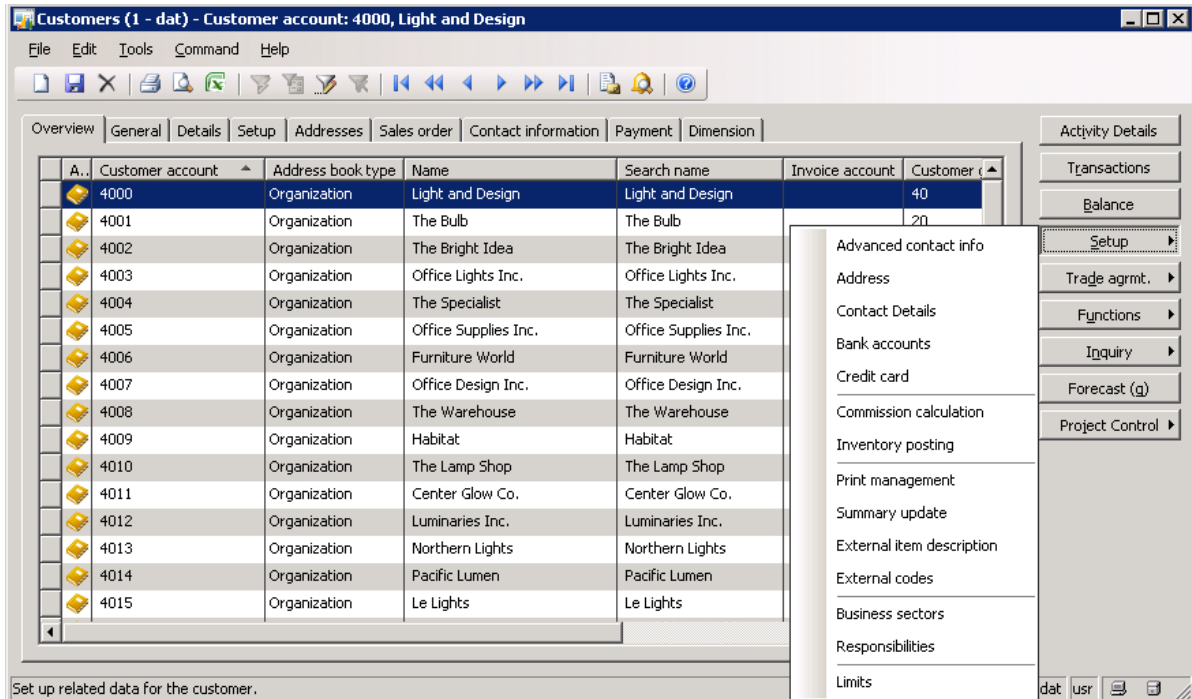 Customers (1 - dat) - Customer account: 4000, Light and Design
File Edit Tools Command Help
Overview General Details Setup Addresses Sales order Contact information Payment Dimension
A.. Customer account Address book type Name Search name Invoice account Customer
4000 Organization Light and Design Light and Design 40
4001 Organization The Bulb The Bulb 20
4002 Organization The Bright Idea The Bright Idea
4003 Organization Office Lights Inc. Office Lights Inc.
4004 Organization The Specialist The Specialist
4005 Organization Office Supplies Inc. Office Supplies Inc.
4006 Organization Furniture World Furniture World
4007 Organization Office Design Inc. Office Design Inc.
4008 Organization The Warehouse The Warehouse
4009 Organization Habitat Habitat
4010 Organization The Lamp Shop The Lamp Shop
4011 Organization Center Glow Co. Center Glow Co.
4012 Organization Luminaries Inc. Luminaries Inc.
4013 Organization Northern Lights Northern Lights
4014 Organization Pacific Lumen Pacific Lumen
4015 Organization Le Lights Le Lights
Advanced contact info
Address
Contact Details
Bank accounts
Credit card
Commission calculation
Inventory posting
Print management
Summary update
External item description
External codes
Business sectors
Responsibilities
Limits
Activity Details
Transactions
Balance
Setup
Trade agrmt.
Functions
Inquiry
Forecast (g)
Project Control
Set up related data for the customer.
dat usr